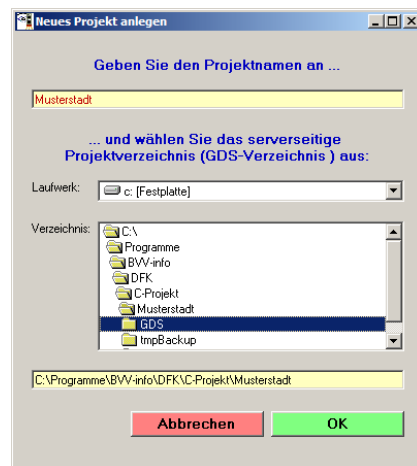 Neues Projekt anlegen
Geben Sie den Projektnamen an ...
Musterstadt
... und wählen Sie das serverseitige
Projektverzeichnis (GDS-Verzeichnis ) aus:
Laufwerk: c: [Festplatte]
Verzeichnis: C:\
Programme
BVV-info
DFK
C-Projekt
Musterstadt
GDS
tmpBackup
C:\Programme\BVV-info\DFK\C-Projekt\Musterstadt
Abbrechen OK